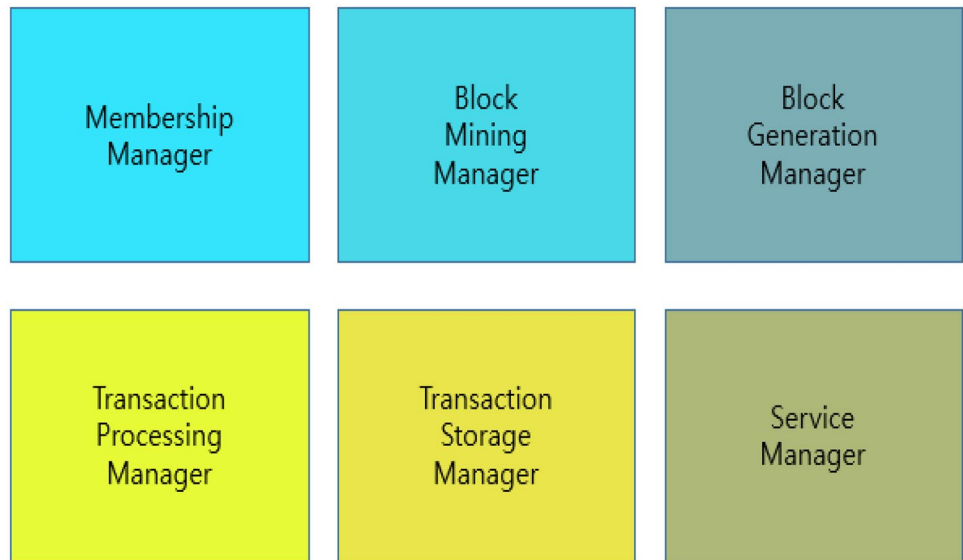 Membership
Manager
Block
Mining
Manager
Block
Generation
Manager
Transaction
Processing
Manager
Transaction
Storage
Manager
Service
Manager